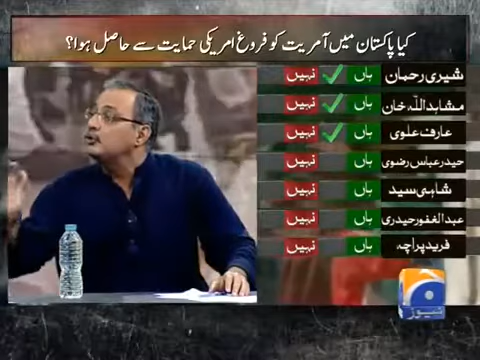 کیا پاکستان میں آمریت کو فروغ امریکی حمایت سے حاصل ہوا؟
شیری رحمان ہاں نہیں
مشاہداللہ خان ہاں نہیں
عارف علوی ہاں نہیں
حیدرعباس رضوی ہاں نہیں
شاہی سید ہاں نہیں
عبدالغفورحیدری ہاں نہیں
فرید پراچہ ہاں نہیں
جیو
نیوز